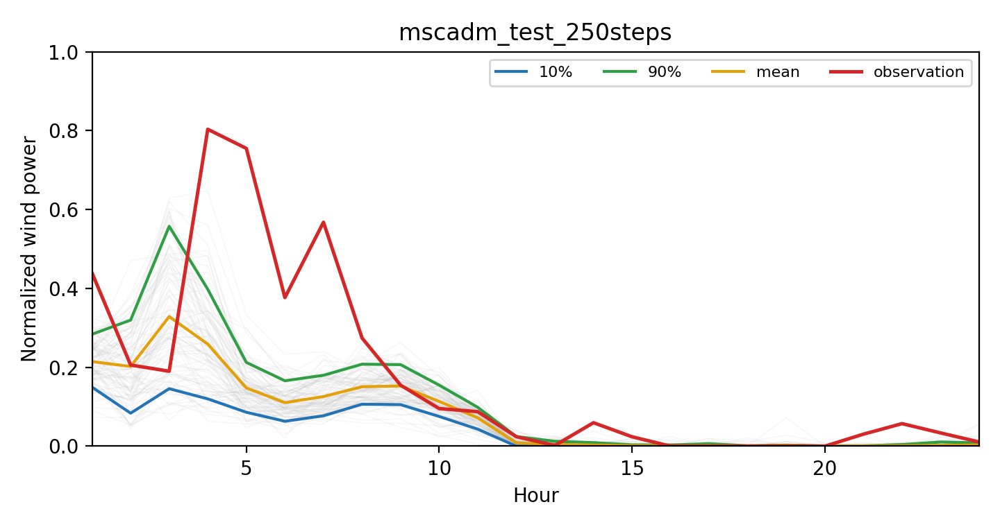 mscadm_test_250steps
1.0
10% 90% mean observation
0.8
0.6
0.4
0.2
0.0
Normalized wind power
5 10 15 20
Hour